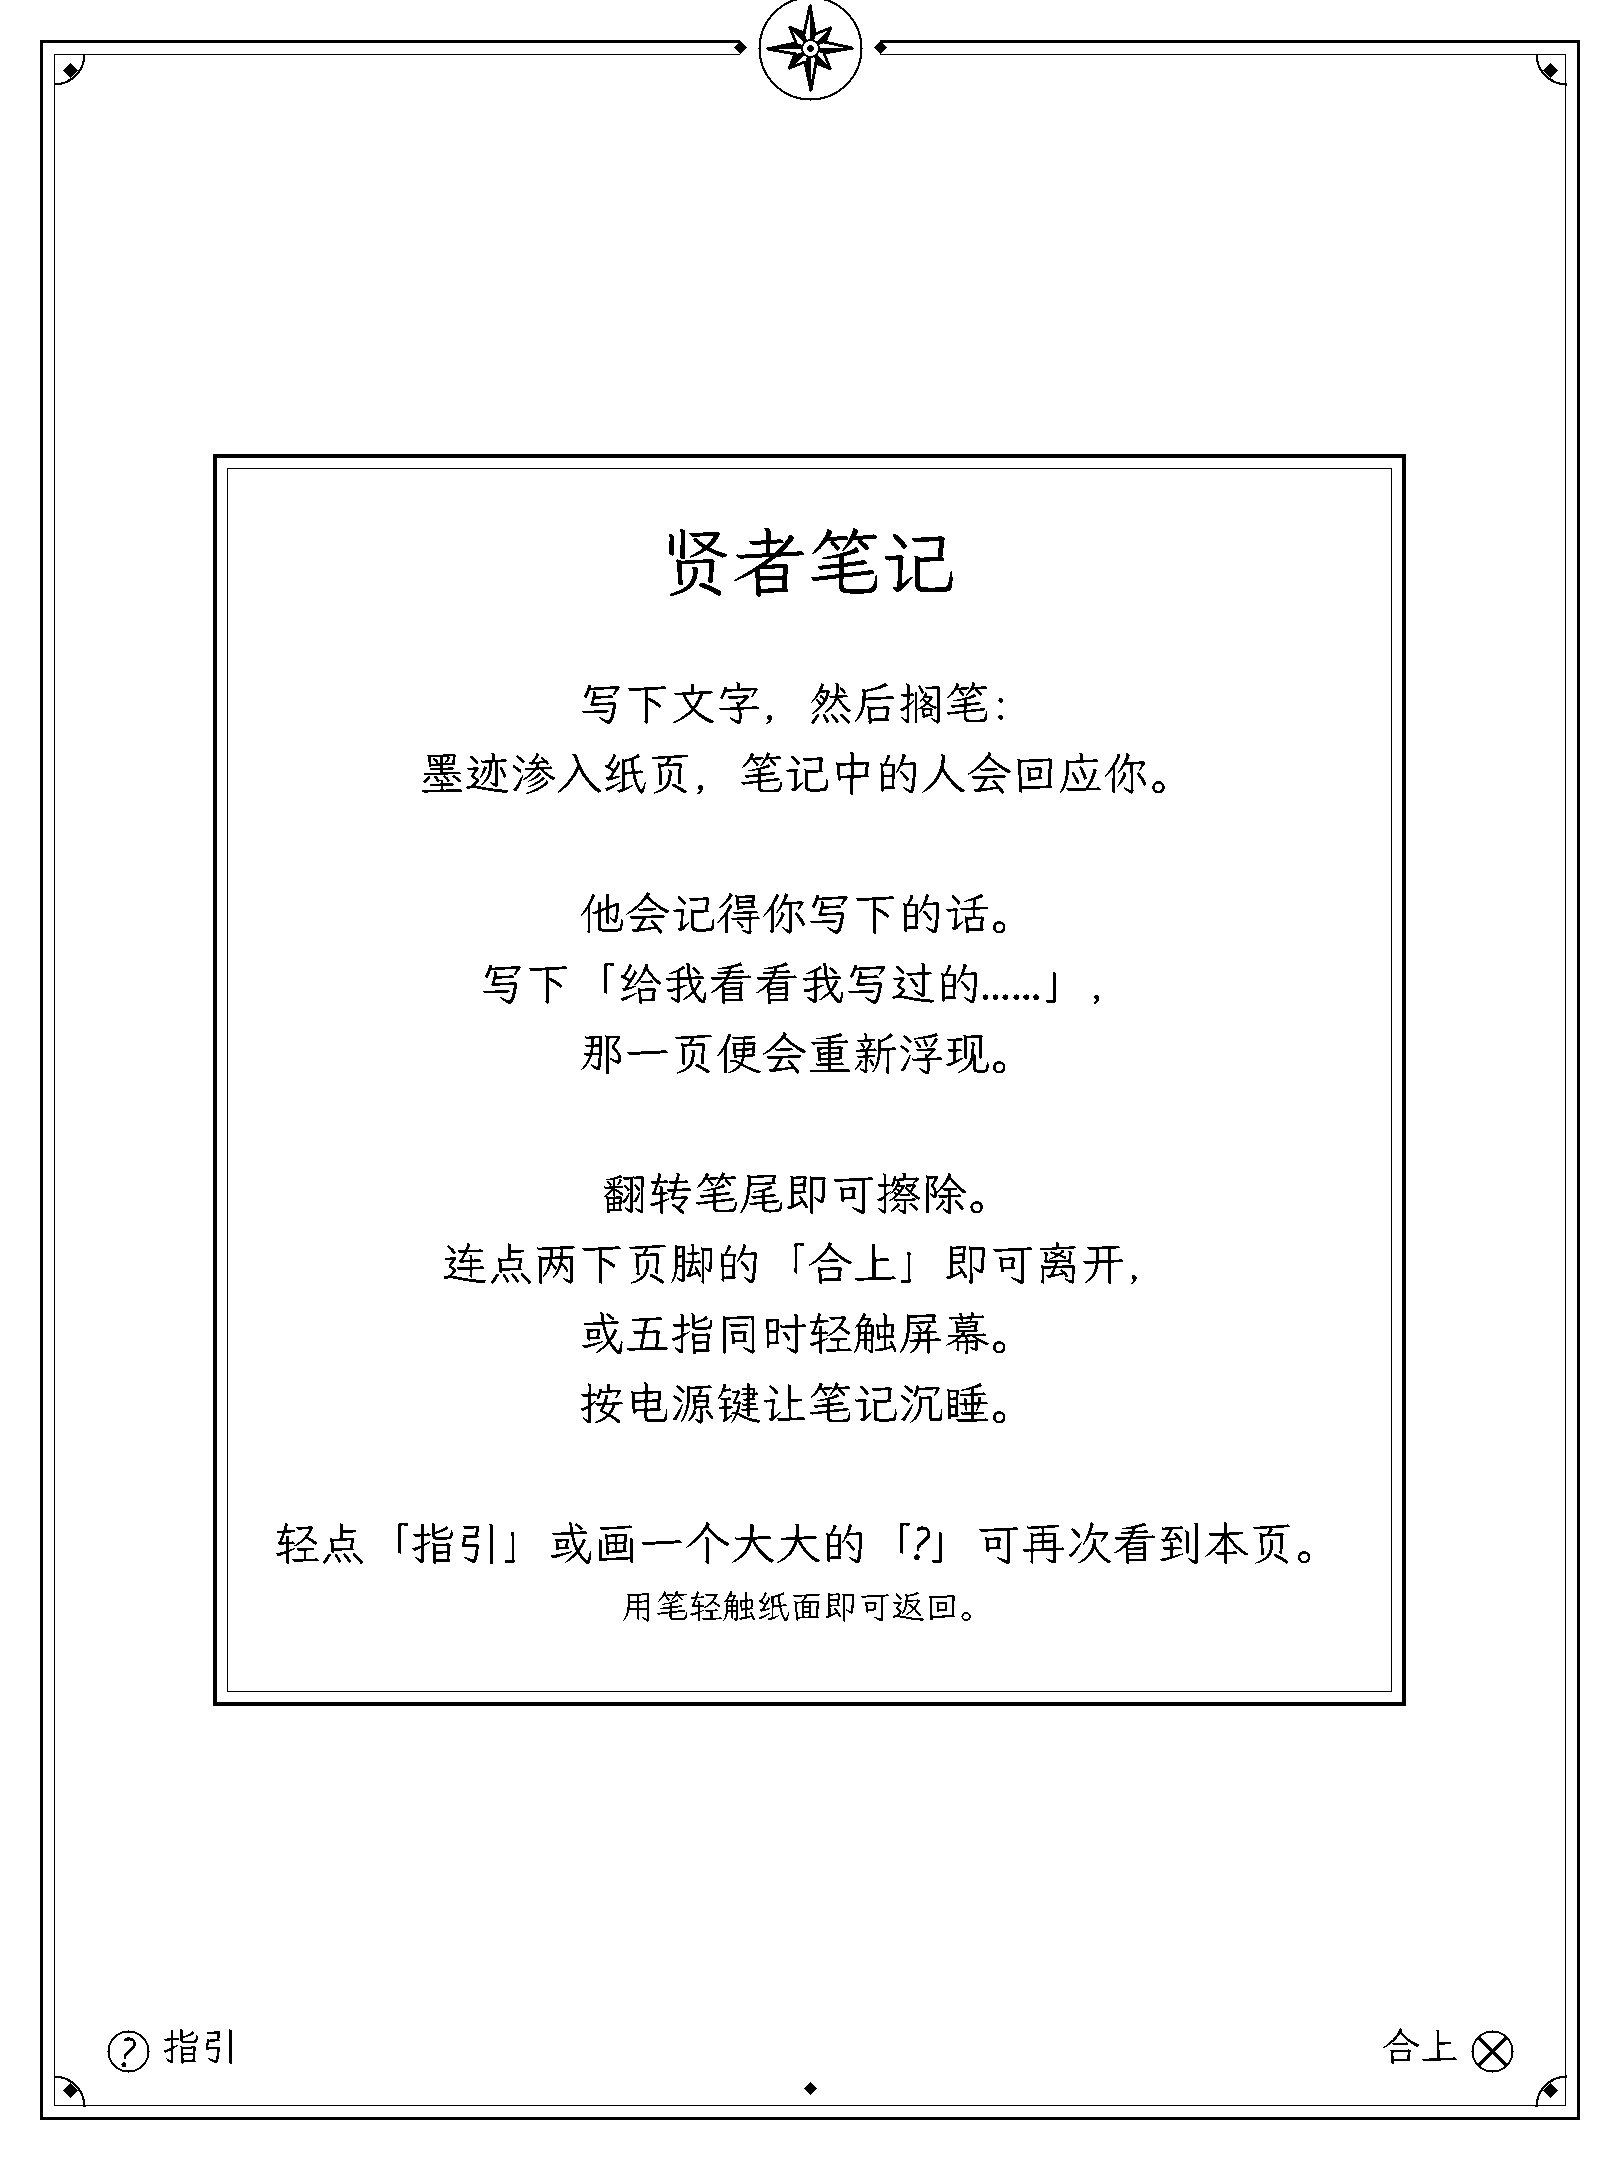 贤者笔记
写下文字，然后搁笔：
墨迹渗入纸页，笔记中的人会回应你。
他会记得你写下的话。
写下「给我看看我写过的……」，
那一页便会重新浮现。
翻转笔尾即可擦除。
连点两下页脚的「合上」即可离开，
或五指同时轻触屏幕。
按电源键让笔记沉睡。
轻点「指引」或画一个大大的「?」可再次看到本页。
用笔轻触纸面即可返回。
? 指引
合上